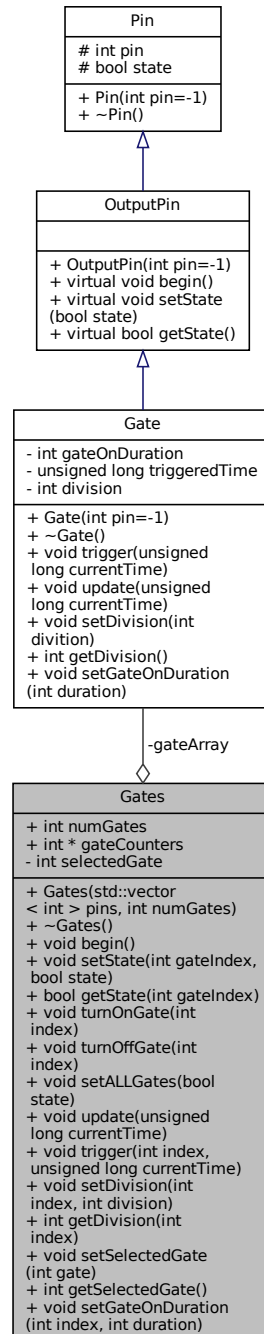 Pin
# int pin
# bool state
+ Pin(int pin=-1)
+ ~Pin()
OutputPin
+ OutputPin(int pin=-1)
+ virtual void begin()
+ virtual void setState
(bool state)
+ virtual bool getState()
Gate
- int gateOnDuration
- unsigned long triggeredTime
- int division
+ Gate(int pin=-1)
+ ~Gate()
+ void trigger(unsigned
long currentTime)
+ void update(unsigned
long currentTime)
+ void setDivision(int
divition)
+ int getDivision()
+ void setGateOnDuration
(int duration)
-gateArray
Gates
+ int numGates
+ int * gateCounters
- int selectedGate
+ Gates(std::vector
< int > pins, int numGates)
+ ~Gates()
+ void begin()
+ void setState(int gateIndex,
bool state)
+ bool getState(int gateIndex)
+ void turnOnGate(int
index)
+ void turnOffGate(int
index)
+ void setALLGates(bool
state)
+ void update(unsigned
long currentTime)
+ void trigger(int index,
unsigned long currentTime)
+ void setDivision(int
index, int division)
+ int getDivision(int
index)
+ void setSelectedGate
(int gate)
+ int getSelectedGate()
+ void setGateOnDuration
(int index, int duration)